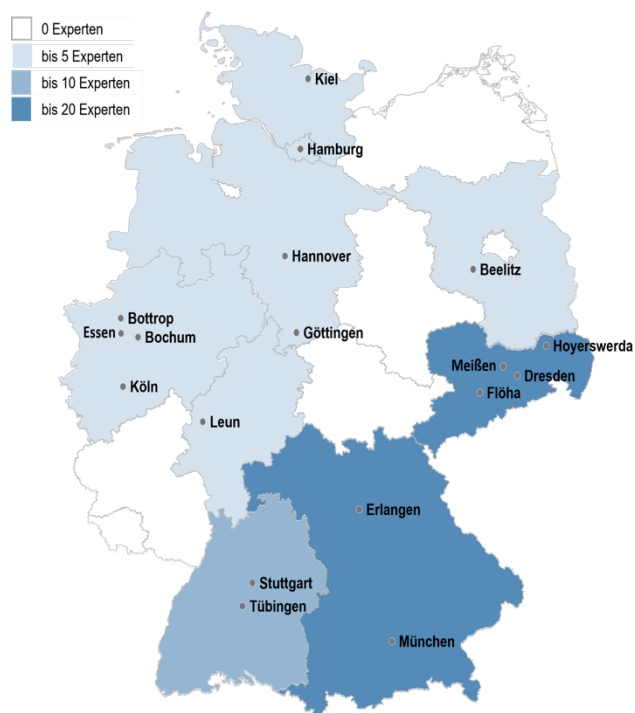 0 Experten
bis 5 Experten
bis 10 Experten
bis 20 Experten
Kiel
Hamburg
Hannover
Beelitz
Bottrop
Essen
Bochum
Göttingen
Hoyerswerda
Meißen
Dresden
Köln
Flöha
Leun
Erlangen
Stuttgart
Tübingen
München